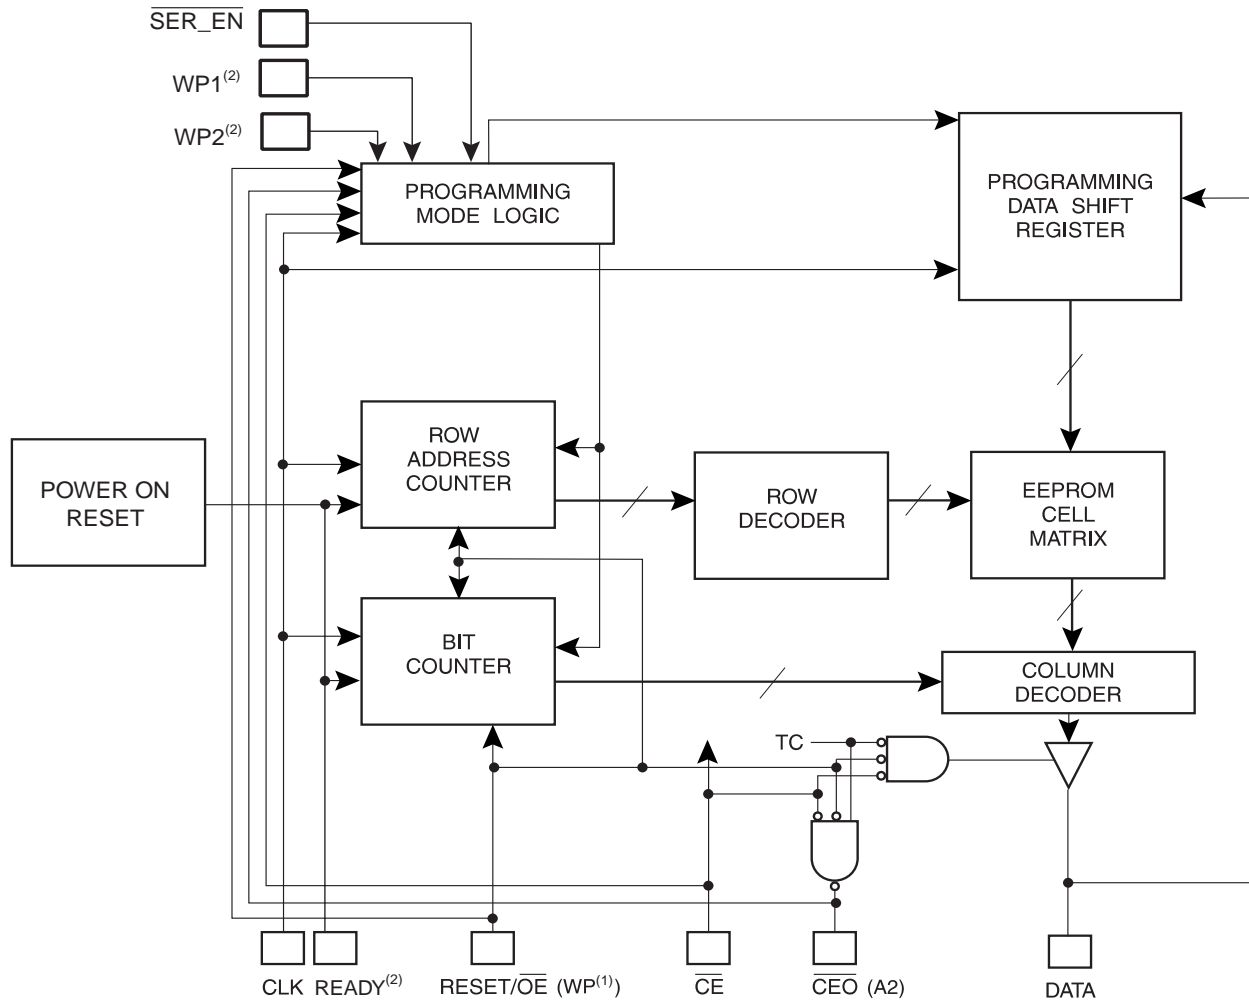 SER_EN
WP1(2)
WP2(2)
PROGRAMMING
MODE LOGIC
PROGRAMMING
DATA SHIFT
REGISTER
POWER ON
RESET
ROW
ADDRESS
COUNTER
ROW
DECODER
EEPROM
CELL
MATRIX
BIT
COUNTER
COLUMN
DECODER
TC
CLK
READY(2)
RESET/OE (WP(1))
CE
CEO (A2)
DATA